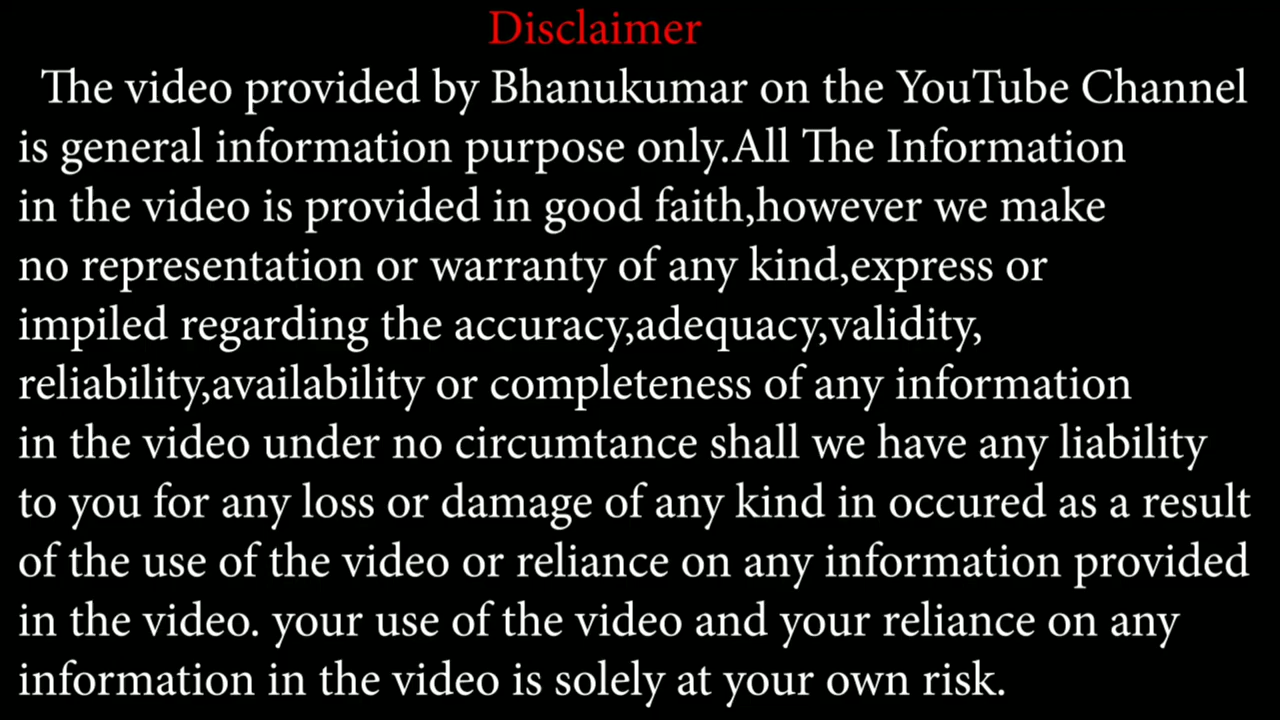 Disclaimer
The video provided by Bhanukumar on the YouTube Channel
is general information purpose only.All The Information
in the video is provided in good faith,however we make
no representation or warranty of any kind,express or
impiled regarding the accuracy,adequacy,validity,
reliability,availability or completeness of any information
in the video under no circumtance shall we have any liability
to you for any loss or damage of any kind in occured as a result
of the use of the video or reliance on any information provided
in the video. your use of the video and your reliance on any
information in the video is solely at your own risk.